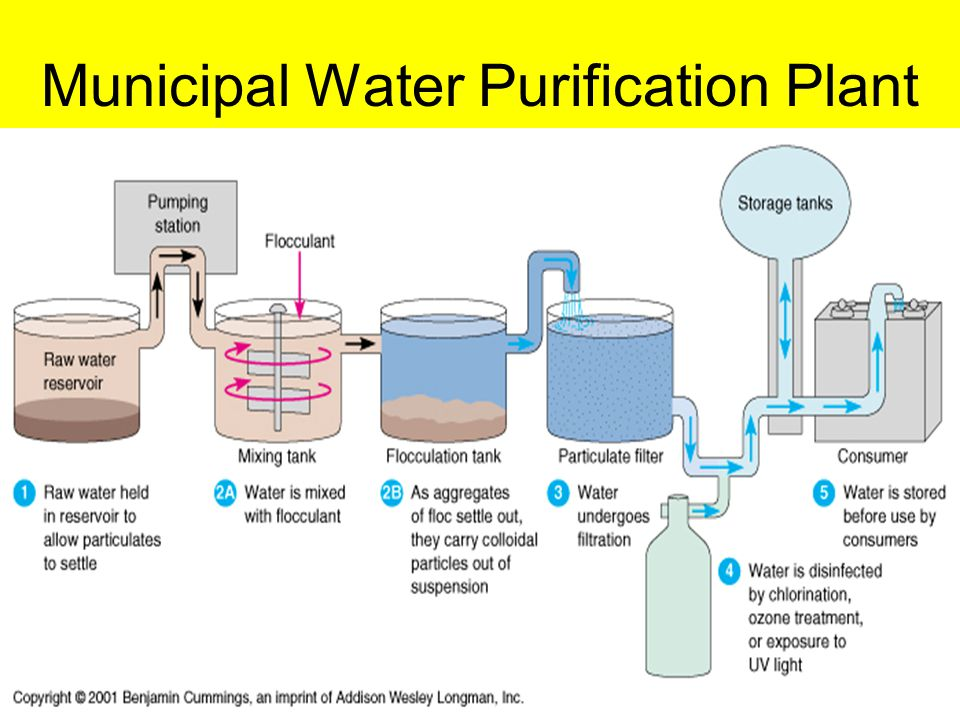 Municipal Water Purification Plant
Pumping
station
Flocculant
Storage tanks
Raw water
reservoir
Mixing tank
Flocculation tank
Particulate filter
Consumer
1 Raw water held
in reservoir to
allow particulates
to settle
2A Water is mixed
with flocculant
2B As aggregates
of floc settle out,
they carry colloidal
particles out of
suspension
3 Water
undergoes
filtration
4 Water is disinfected
by chlorination,
ozone treatment,
or exposure to
UV light
5 Water is stored
before use by
consumers
Copyright © 2001 Benjamin Cummings, an imprint of Addison Wesley Longman, Inc.